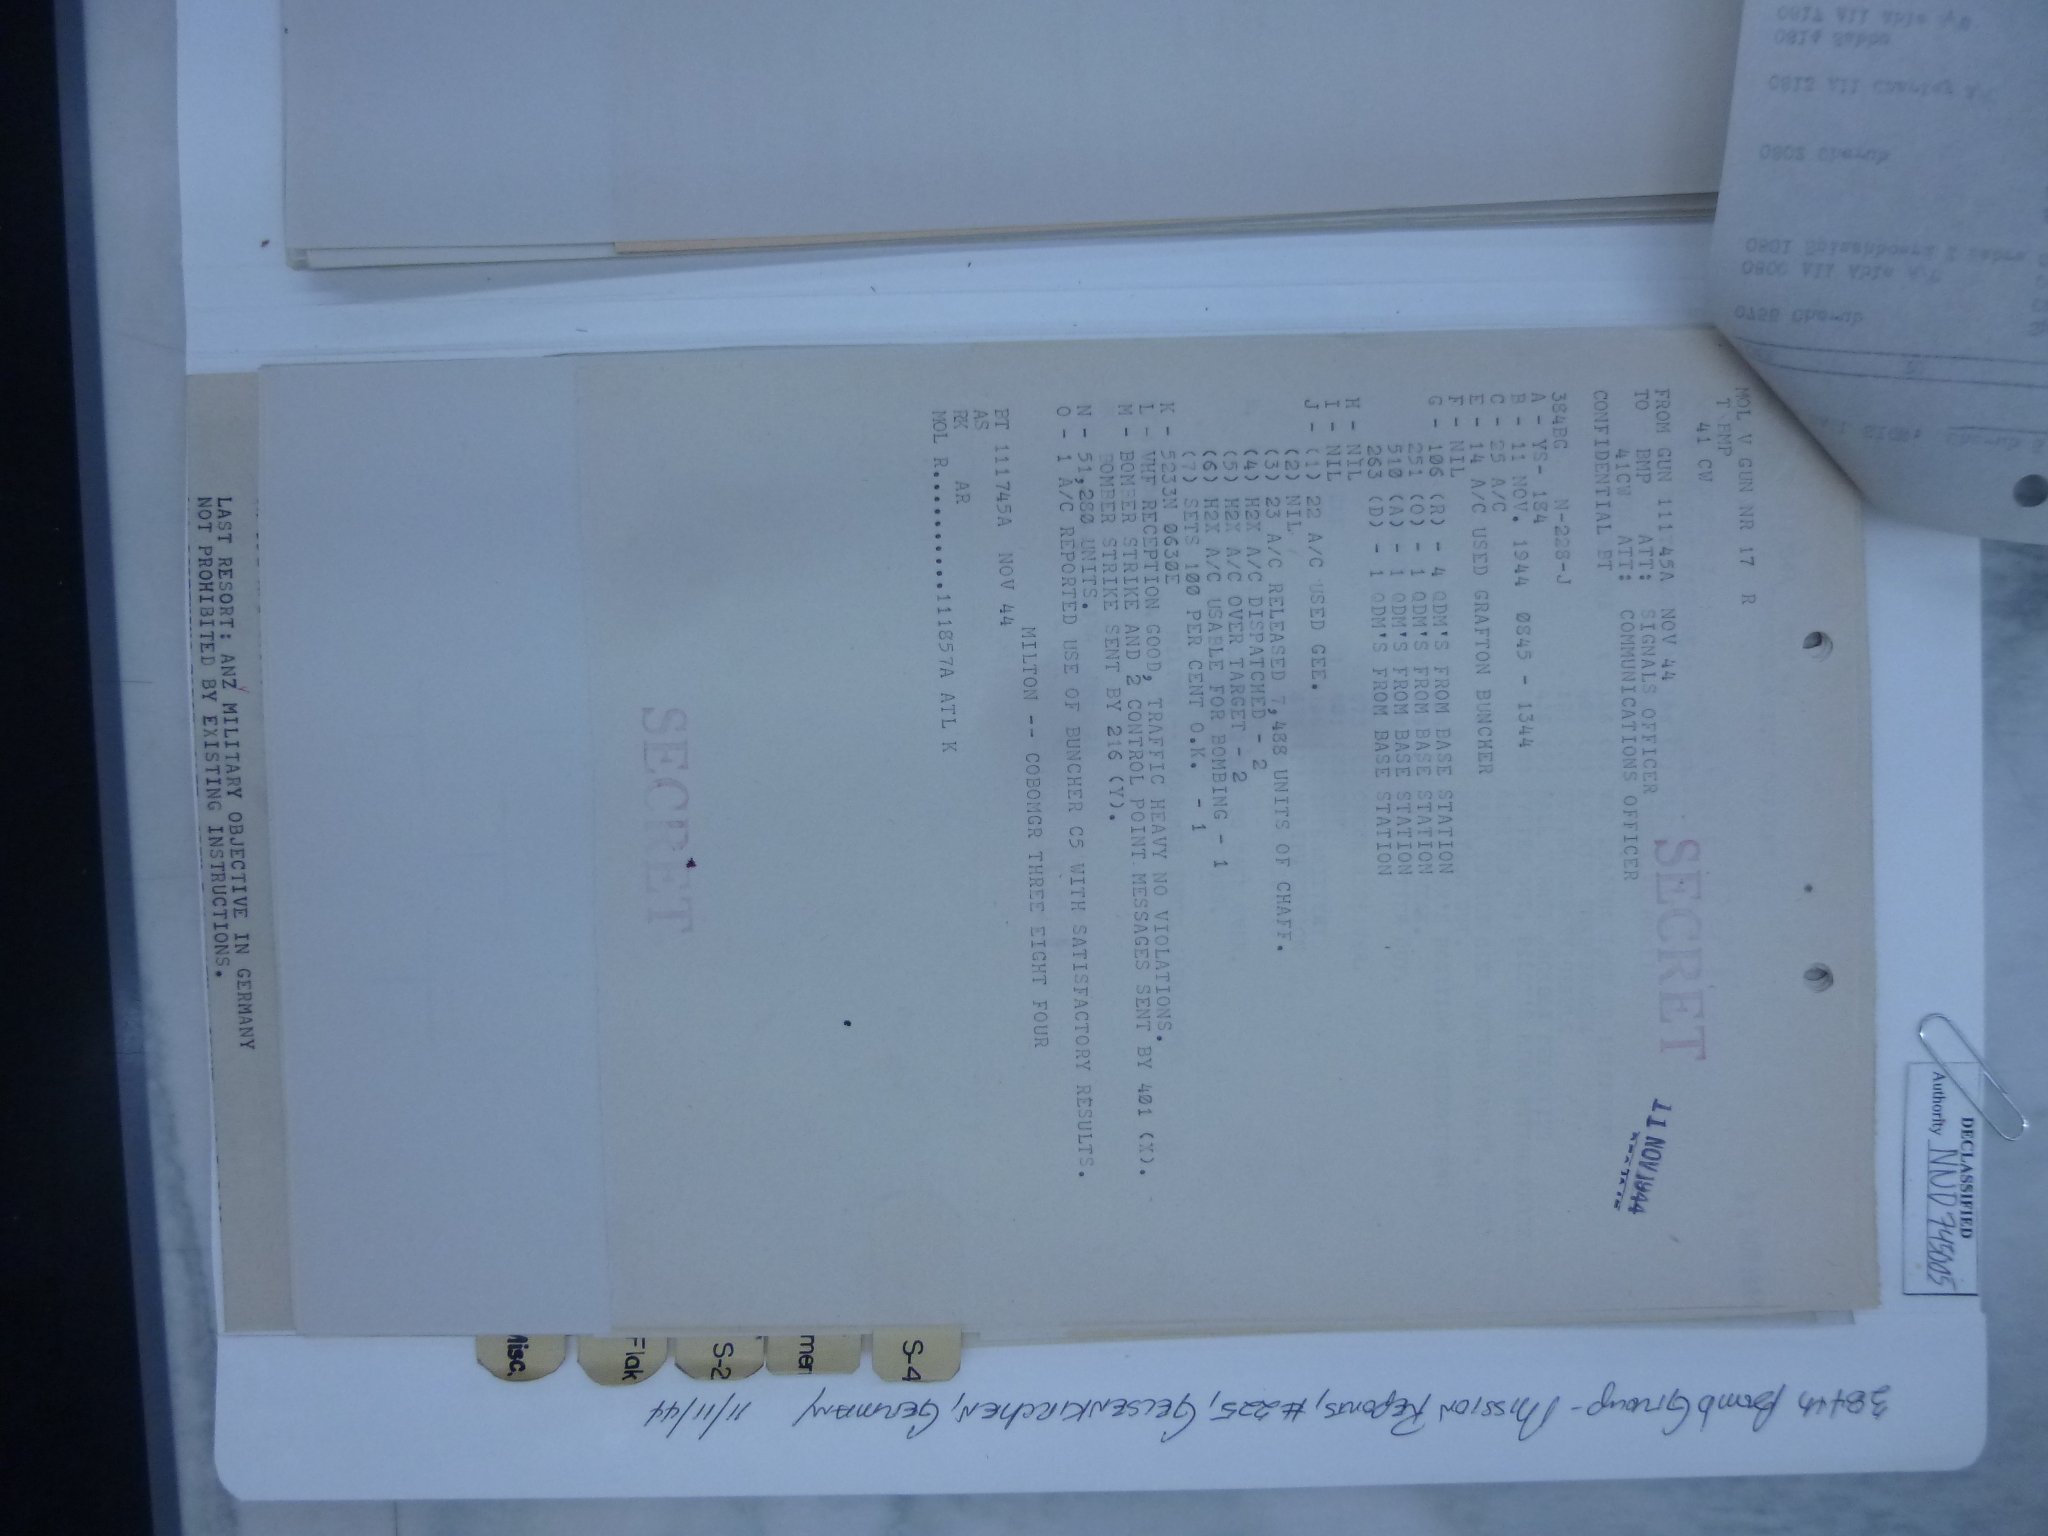 MOL V GUN NR 17 R
T BMP
41 CW
FROM GUN 111745A NOV 44
TO BMP ATT: SIGNALS OFFICER
41CW ATT: COMMUNICATIONS OFFICER
CONFIDENTIAL BT
SECRET
11 NOV 1944
384BG N-228-J
A - YS- 184
B - 11 NOV. 1944 0845 - 1344
C - 25 A/C
E - 14 A/C USED GRAFTON BUNCHER
F - NIL
G - 106 (R) - 4 QDM'S FROM BASE STATION
251 (O) - 1 QDM'S FROM BASE STATION
510 (A) - 1 QDM'S FROM BASE STATION
263 (D) - 1 QDM'S FROM BASE STATION
H - NIL
I - NIL
J - (1) 22 A/C USED GEE.
(2) NIL
(3) 23 A/C RELEASED 7,488 UNITS OF CHAFF.
(4) H2X A/C DISPATCHED - 2
(5) H2X A/C OVER TARGET - 2
(6) H2X A/C USABLE FOR BOMBING - 1
(7) SETS 100 PER CENT O.K. - 1
K - 5233N 0630E
L - VHF RECEPTION GOOD, TRAFFIC HEAVY NO VIOLATIONS.
M - BOMBER STRIKE AND 2 CONTROL POINT MESSAGES SENT BY 401 (X).
BOMBER STRIKE SENT BY 216 (Y).
N - 51,280 UNITS.
O - 1 A/C REPORTED USE OF BUNCHER C5 WITH SATISFACTORY RESULTS.
MILTON -- COBOMGR THREE EIGHT FOUR
BT 111745A NOV 44
AS
RK AR
MOL R..........111857A ATL K
SECRET
LAST RESORT: ANZ MILITARY OBJECTIVE IN GERMANY
NOT PROHIBITED BY EXISTING INSTRUCTIONS.
DECLASSIFIED
Authority NND 745005
S-4
mer
S-2
Flak
Misc.
384th Bomb Group - Mission Reports, #225, Gelsenkirchen, Germany 11/11/44
0758 Cherub
0800 All Able A/C
0802 Cherub